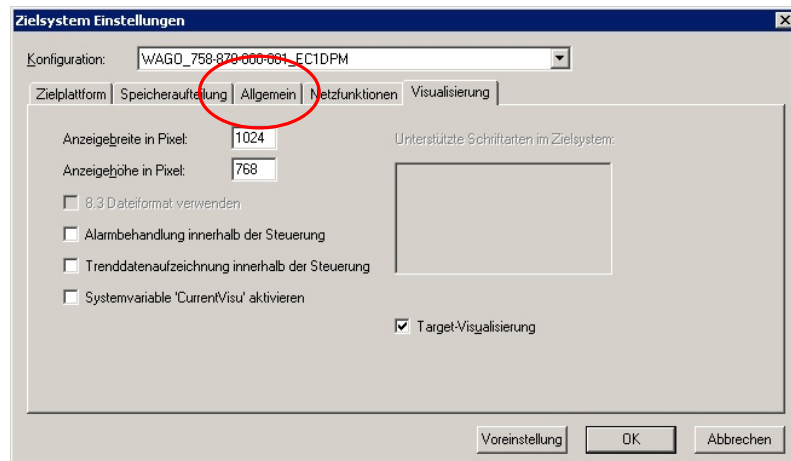 Zielsystem Einstellungen
Konfiguration: WAGO_758-870-000-001_EC1DPM
Zielplattform Speicheraufteilung Allgemein Netzfunktionen Visualisierung
Anzeigebreite in Pixel: 1024 Unterstützte Schriftarten im Zielsystem:
Anzeigehöhe in Pixel: 768
8.3 Dateiformat verwenden
Alarmbehandlung innerhalb der Steuerung
Trenddatenaufzeichnung innerhalb der Steuerung
Systemvariable 'CurrentVisu' aktivieren
Target-Visualisierung
Voreinstellung OK Abbrechen